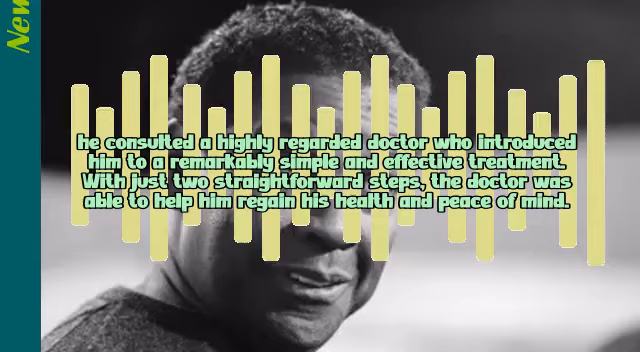 New
he consulted a highly regarded doctor who introduced
him to a remarkably simple and effective treatment.
With just two straightforward steps, the doctor was
able to help him regain his health and peace of mind.